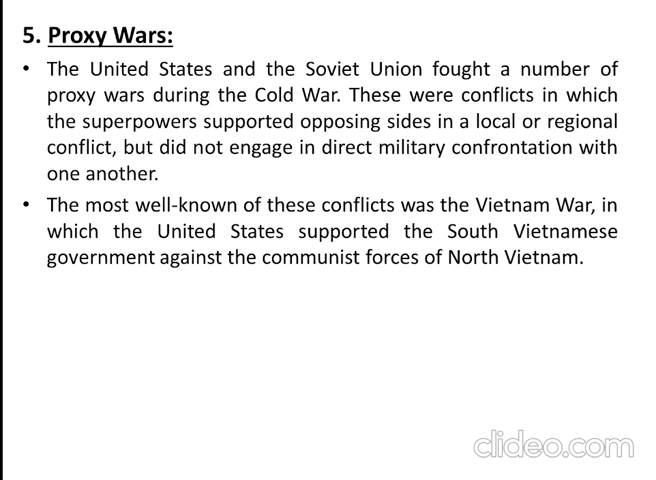 5. Proxy Wars:
• The United States and the Soviet Union fought a number of
proxy wars during the Cold War. These were conflicts in which
the superpowers supported opposing sides in a local or regional
conflict, but did not engage in direct military confrontation with
one another.
• The most well-known of these conflicts was the Vietnam War, in
which the United States supported the South Vietnamese
government against the communist forces of North Vietnam.
clideo.com